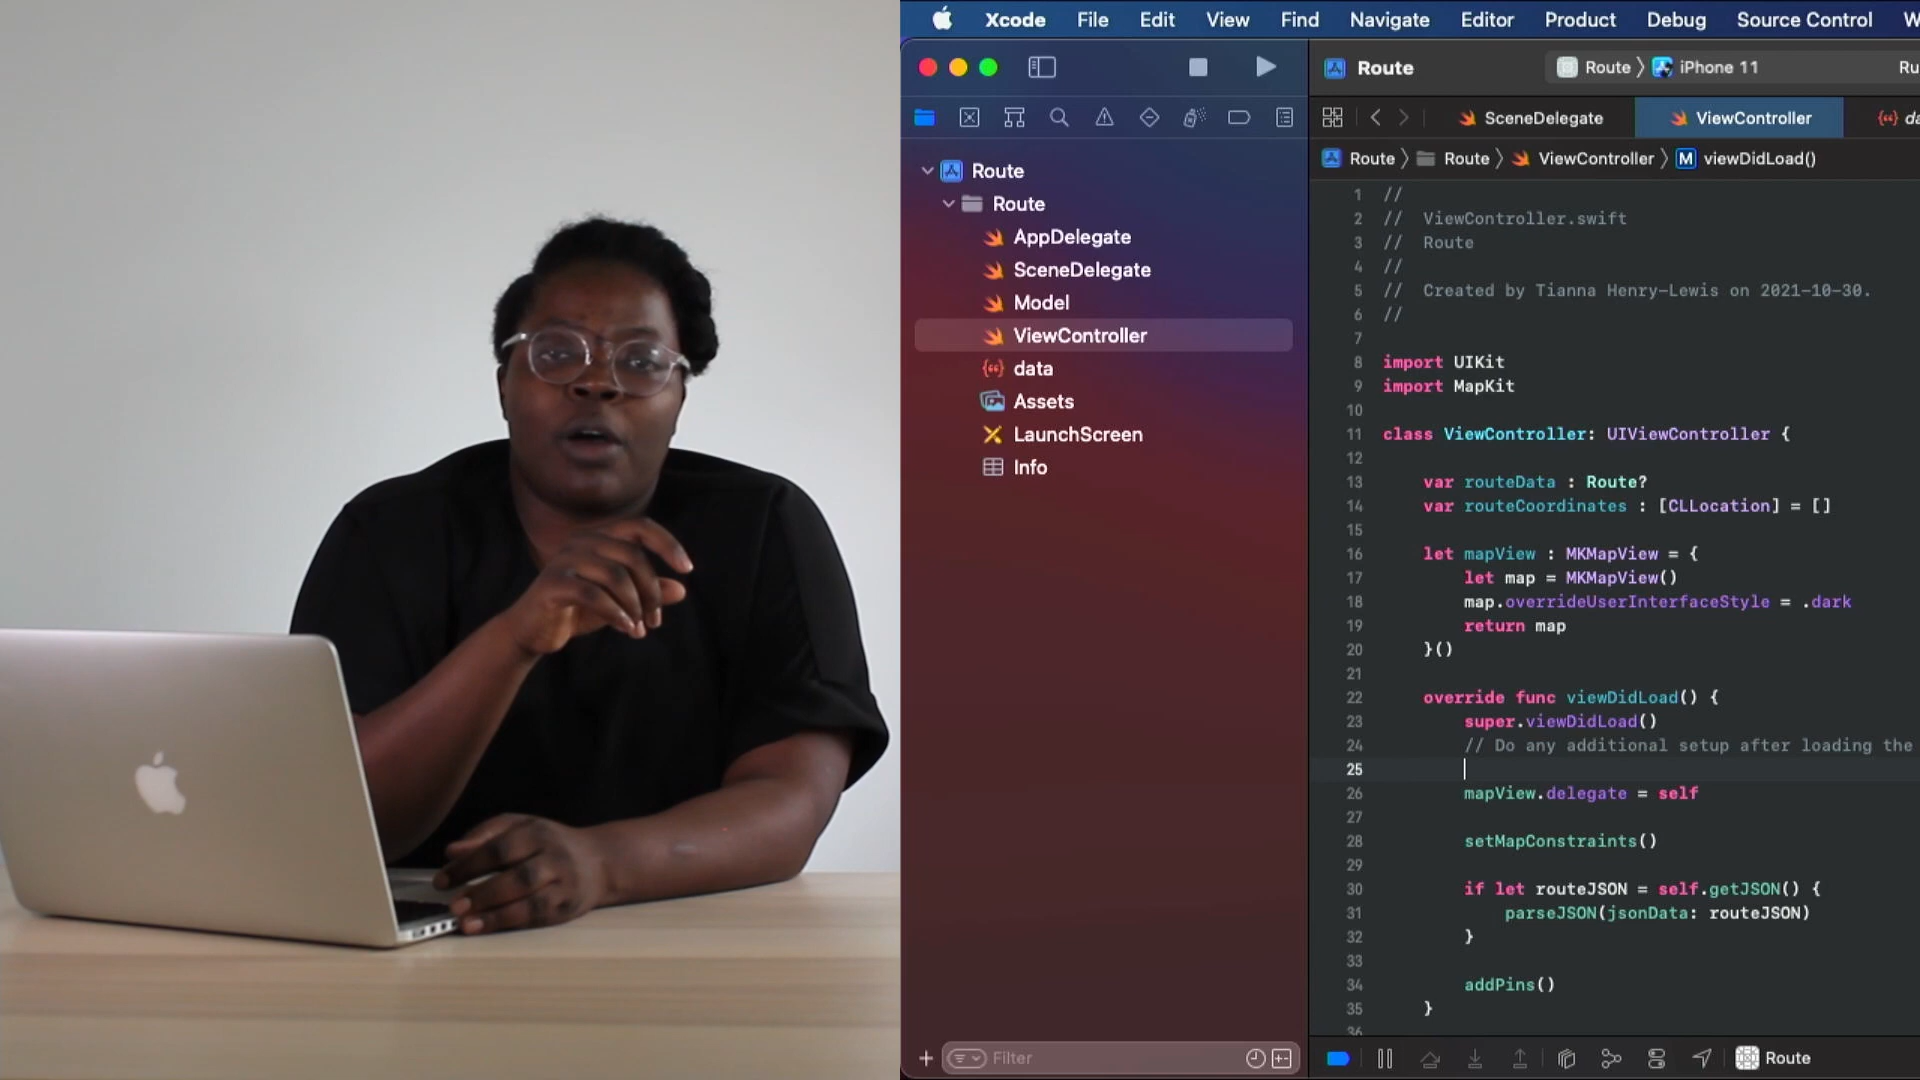 Xcode File Edit View Find Navigate Editor Product Debug Source Control
Route
Route 〉 iPhone 11
Ru
SceneDelegate
ViewController
da
Route 〉 Route 〉 ViewController 〉 M viewDidLoad()
Route
Route
AppDelegate
SceneDelegate
Model
ViewController
data
Assets
LaunchScreen
Info
Filter
1 //
2 //  ViewController.swift
3 //  Route
4 //
5 //  Created by Tianna Henry-Lewis on 2021-10-30.
6 //
7
8 import UIKit
9 import MapKit
10
11 class ViewController: UIViewController {
12
13 var routeData : Route?
14 var routeCoordinates : [CLLocation] = []
15
16 let mapView : MKMapView = {
17 let map = MKMapView()
18 map.overrideUserInterfaceStyle = .dark
19 return map
20 }()
21
22 override func viewDidLoad() {
23 super.viewDidLoad()
24 // Do any additional setup after loading the
25
26 mapView.delegate = self
27
28 setMapConstraints()
29
30 if let routeJSON = self.getJSON() {
31 parseJSON(jsonData: routeJSON)
32 }
33
34 addPins()
35 }
36
Route